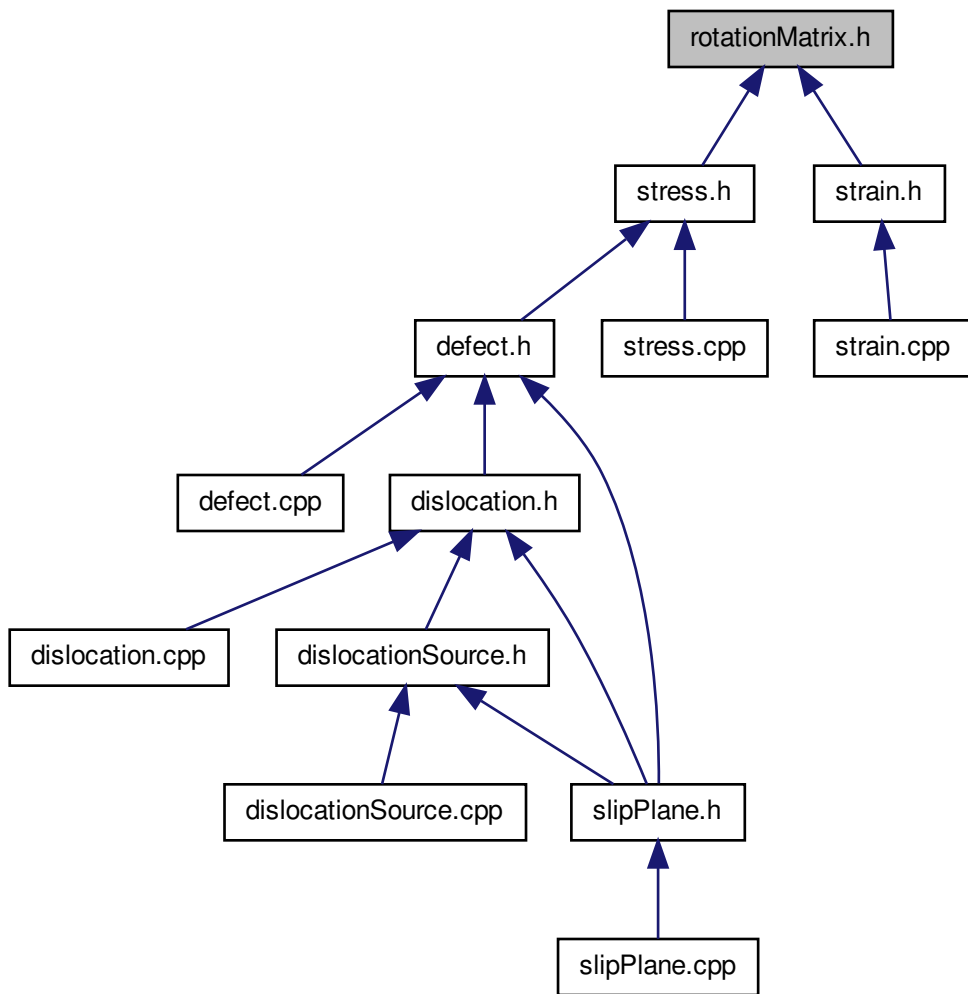 rotationMatrix.h
stress.h
strain.h
defect.h
stress.cpp
strain.cpp
defect.cpp
dislocation.h
dislocation.cpp
dislocationSource.h
dislocationSource.cpp
slipPlane.h
slipPlane.cpp